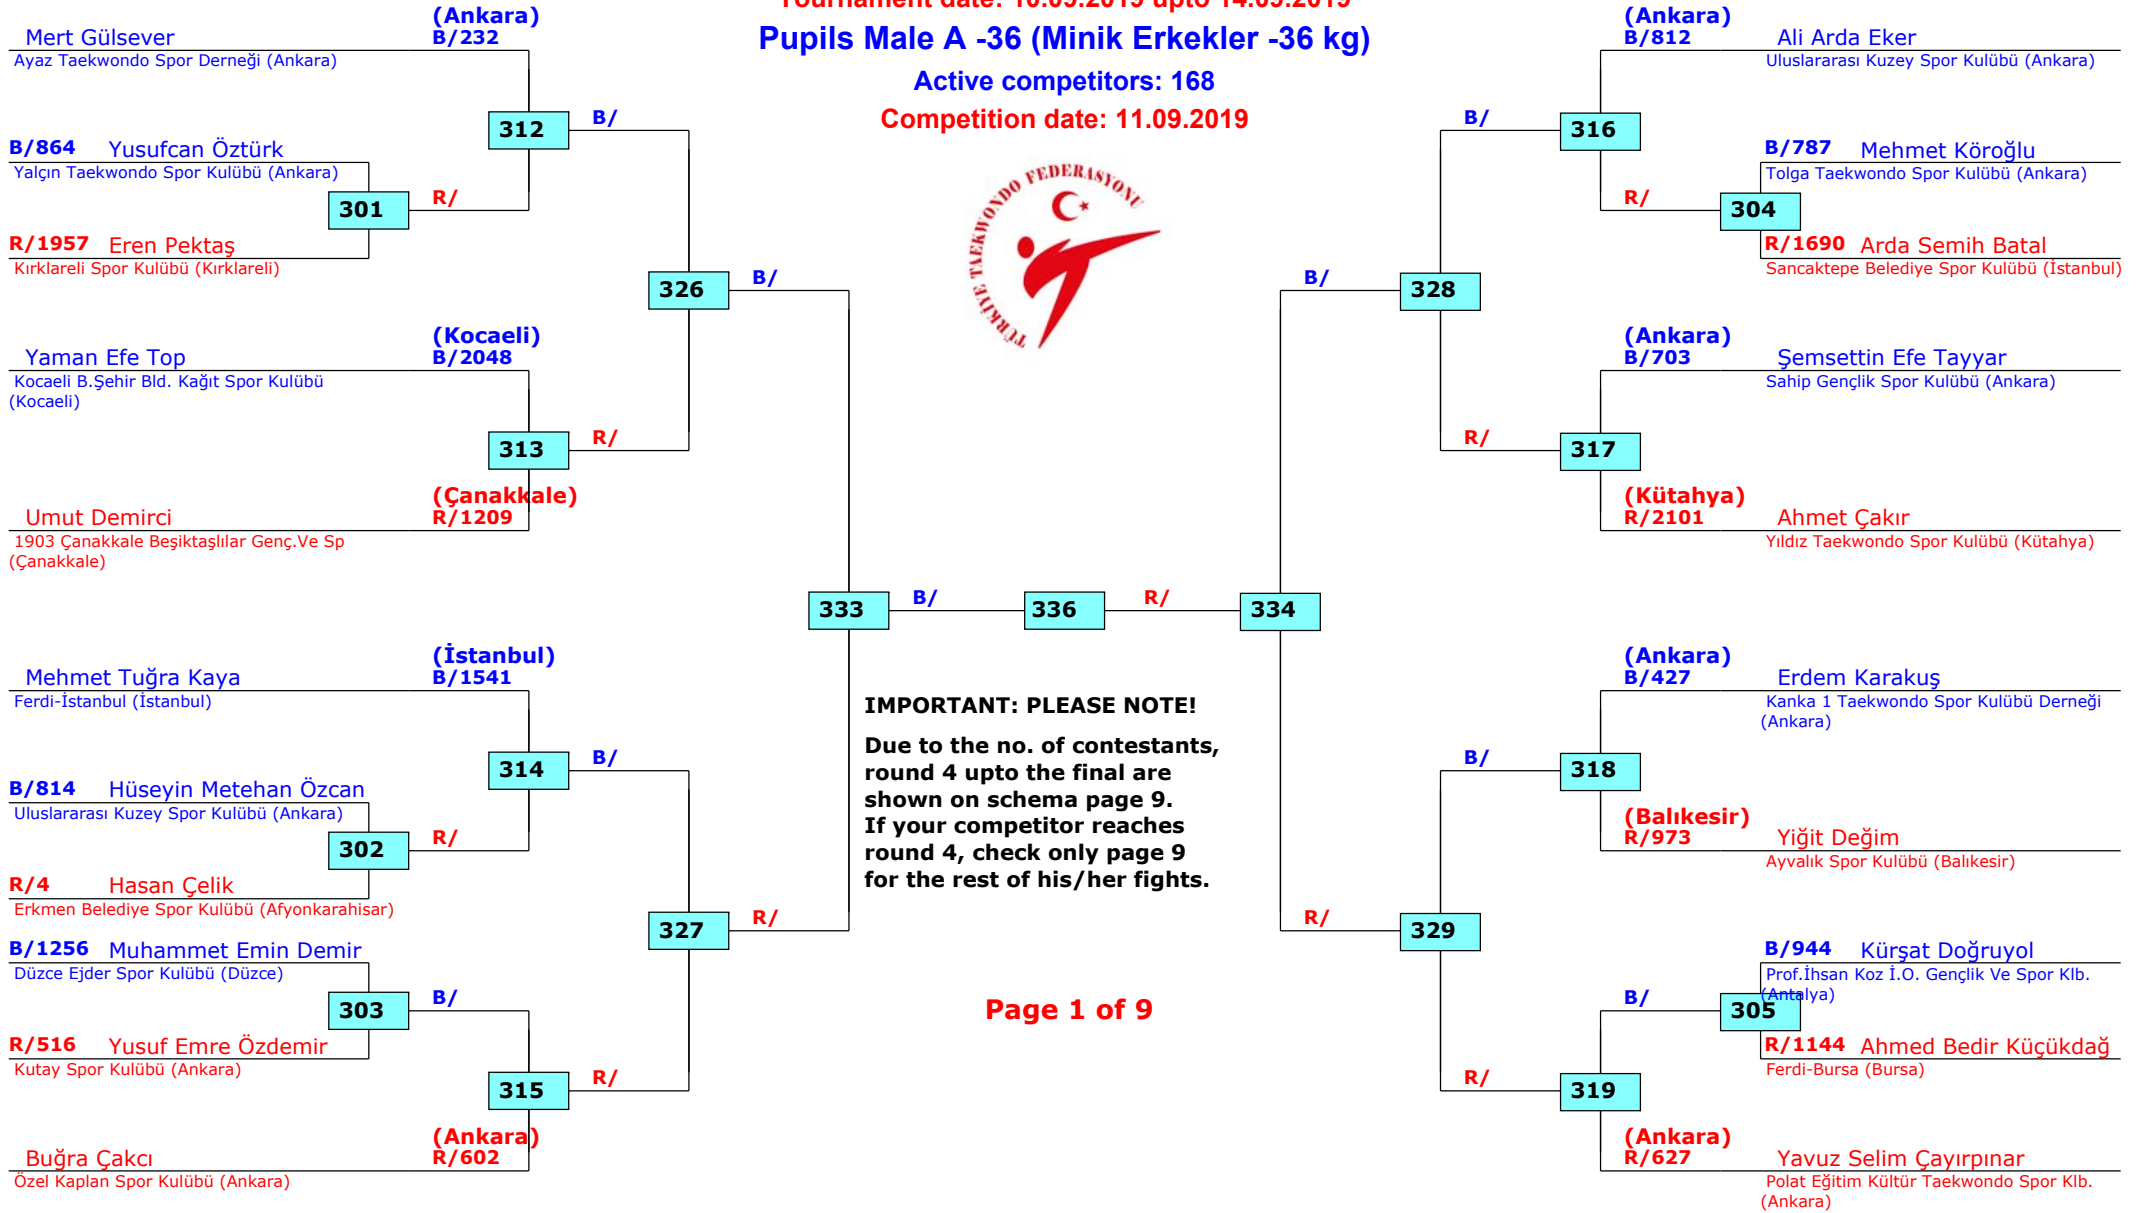 Tournament date: 10.09.2019 upto 14.09.2019
Pupils Male A -36 (Minik Erkekler -36 kg)
Active competitors: 168
Competition date: 11.09.2019
TÜRKİYE TAEKWONDO FEDERASYONU
(Ankara)
Mert Gülsever B/232
Ayaz Taekwondo Spor Derneği (Ankara)
312 B/
B/864 Yusufcan Öztürk
Yalçın Taekwondo Spor Kulübü (Ankara)
301 R/
R/1957 Eren Pektaş
Kırklareli Spor Kulübü (Kırklareli)
326 B/
(Kocaeli)
Yaman Efe Top B/2048
Kocaeli B.Şehir Bld. Kağıt Spor Kulübü
(Kocaeli)
313 R/
(Çanakkale)
Umut Demirci R/1209
1903 Çanakkale Beşiktaşlılar Genç.Ve Sp
(Çanakkale)
333 B/ 336 R/ 334
(İstanbul)
Mehmet Tuğra Kaya B/1541
Ferdi-İstanbul (İstanbul)
314 B/
B/814 Hüseyin Metehan Özcan
Uluslararası Kuzey Spor Kulübü (Ankara)
302 R/
R/4 Hasan Çelik
Erkmen Belediye Spor Kulübü (Afyonkarahisar)
327 R/
B/1256 Muhammet Emin Demir
Düzce Ejder Spor Kulübü (Düzce)
303 B/
R/516 Yusuf Emre Özdemir
Kutay Spor Kulübü (Ankara)
315 R/
(Ankara)
Buğra Çakcı R/602
Özel Kaplan Spor Kulübü (Ankara)
IMPORTANT: PLEASE NOTE!
Due to the no. of contestants,
round 4 upto the final are
shown on schema page 9.
If your competitor reaches
round 4, check only page 9
for the rest of his/her fights.
Page 1 of 9
(Ankara)
B/812 Ali Arda Eker
Uluslararası Kuzey Spor Kulübü (Ankara)
B/ 316
B/787 Mehmet Köroğlu
Tolga Taekwondo Spor Kulübü (Ankara)
R/ 304
R/1690 Arda Semih Batal
Sancaktepe Belediye Spor Kulübü (İstanbul)
B/ 328
(Ankara)
B/703 Şemsettin Efe Tayyar
Sahip Gençlik Spor Kulübü (Ankara)
R/ 317
(Kütahya)
R/2101 Ahmet Çakır
Yıldız Taekwondo Spor Kulübü (Kütahya)
(Ankara)
B/427 Erdem Karakuş
Kanka 1 Taekwondo Spor Kulübü Derneği
(Ankara)
B/ 318
(Balıkesir)
R/973 Yiğit Değim
Ayvalık Spor Kulübü (Balıkesir)
R/ 329
B/944 Kürşat Doğruyol
Prof.İhsan Koz İ.O. Gençlik Ve Spor Klb.
(Antalya)
B/ 305
R/1144 Ahmed Bedir Küçükdağ
Ferdi-Bursa (Bursa)
R/ 319
(Ankara)
R/627 Yavuz Selim Çayırpınar
Polat Eğitim Kültür Taekwondo Spor Klb.
(Ankara)